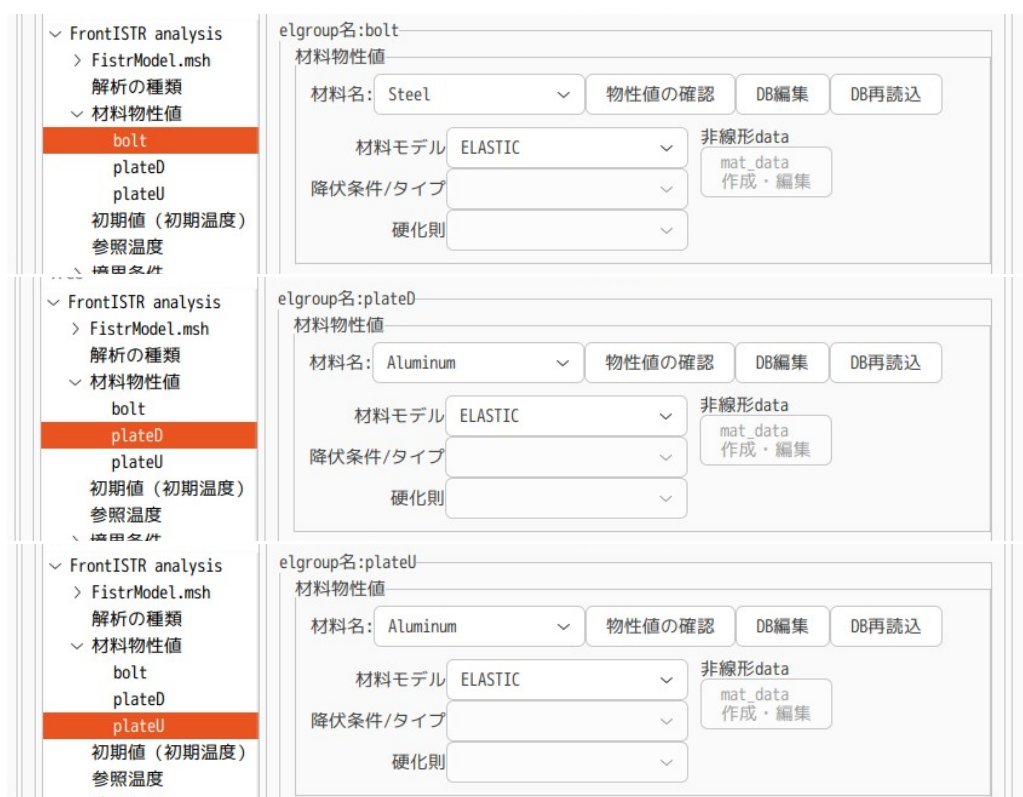 FrontISTR analysis
FistrModel.msh
解析の種類
材料物性値
bolt
plateD
plateU
初期値（初期温度）
参照温度
境界条件
elgroup名:bolt
材料物性値
材料名: Steel 物性値の確認 DB編集 DB再読込
材料モデル ELASTIC
非線形data
mat_data
作成・編集
降伏条件/タイプ
硬化則
FrontISTR analysis
FistrModel.msh
解析の種類
材料物性値
bolt
plateD
plateU
初期値（初期温度）
参照温度
境界条件
elgroup名:plateD
材料物性値
材料名: Aluminum 物性値の確認 DB編集 DB再読込
材料モデル ELASTIC
非線形data
mat_data
作成・編集
降伏条件/タイプ
硬化則
FrontISTR analysis
FistrModel.msh
解析の種類
材料物性値
bolt
plateD
plateU
初期値（初期温度）
参照温度
elgroup名:plateU
材料物性値
材料名: Aluminum 物性値の確認 DB編集 DB再読込
材料モデル ELASTIC
非線形data
mat_data
作成・編集
降伏条件/タイプ
硬化則